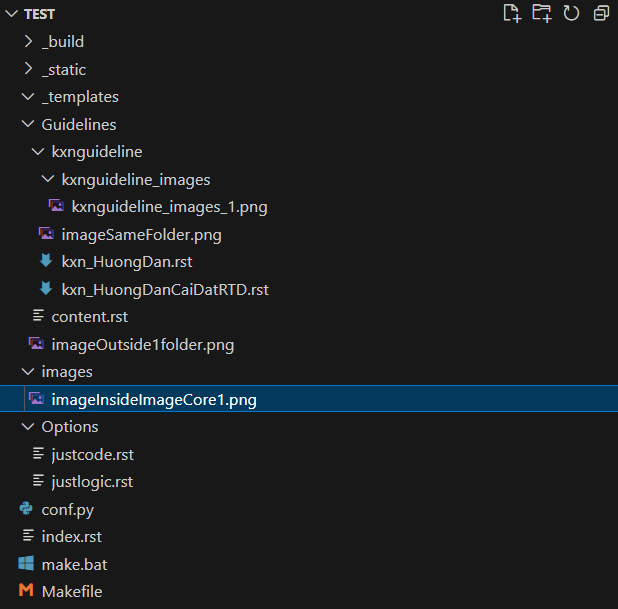 TEST
_build
_static
_templates
Guidelines
kxnguideline
kxnguideline_images
kxnguideline_images_1.png
imageSameFolder.png
kxn_HuongDan.rst
kxn_HuongDanCaiDatRTD.rst
content.rst
imageOutside1folder.png
images
imageInsideImageCore1.png
Options
justcode.rst
justlogic.rst
conf.py
index.rst
make.bat
Makefile